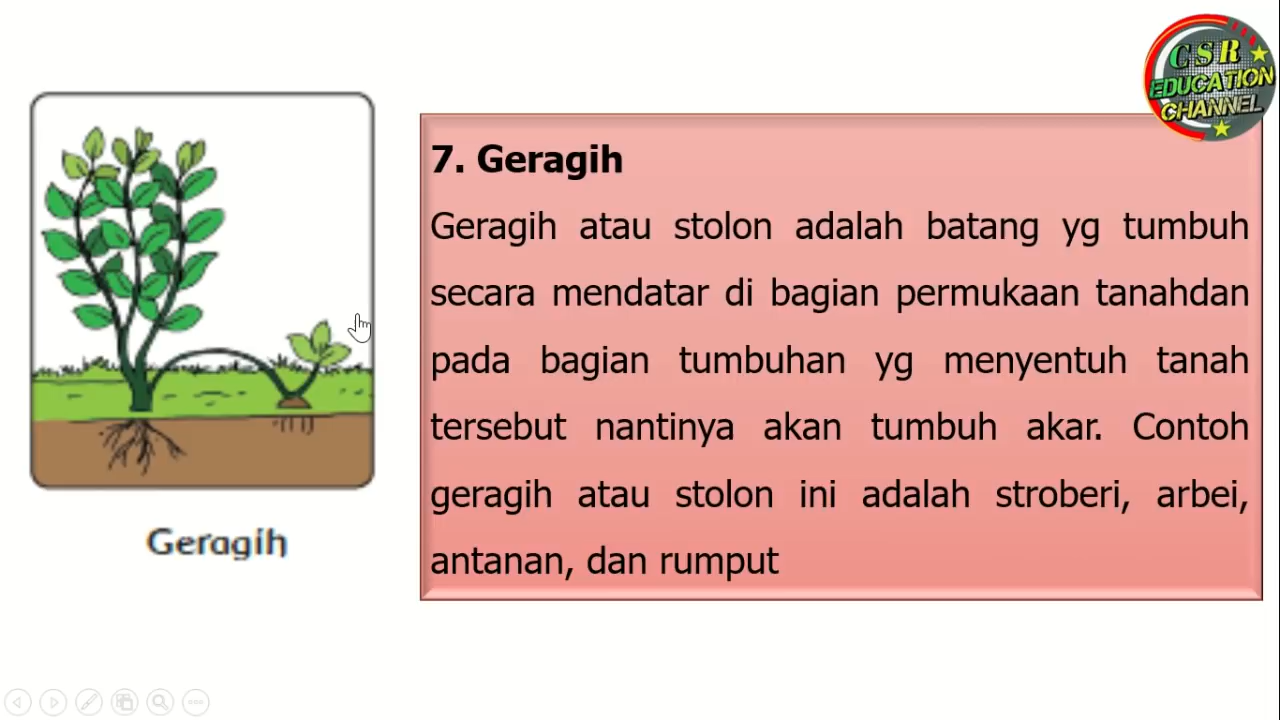 CSR
EDUCATION
CHANNEL
7. Geragih
Geragih atau stolon adalah batang yg tumbuh
secara mendatar di bagian permukaan tanahdan
pada bagian tumbuhan yg menyentuh tanah
tersebut nantinya akan tumbuh akar. Contoh
geragih atau stolon ini adalah stroberi, arbei,
antanan, dan rumput
Geragih